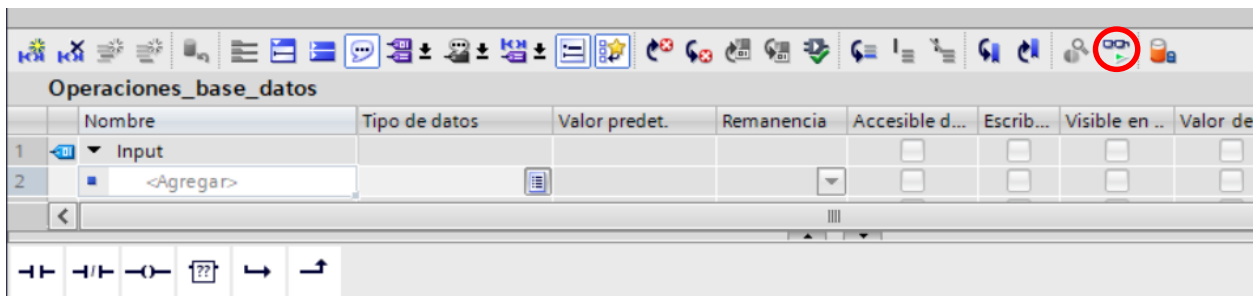 Operaciones_base_datos
Nombre Tipo de datos Valor predet. Remanencia Accesible d... Escrib... Visible en .. Valor de
1 Input
2 <Agregar>
??